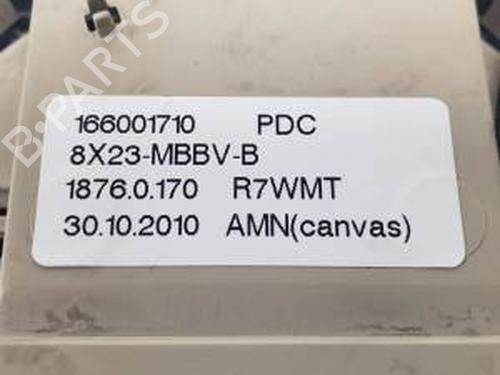 B-PARTS
166001710 PDC
8X23-MBBV-B
1876.0.170 R7WMT
30.10.2010 AMN(canvas)